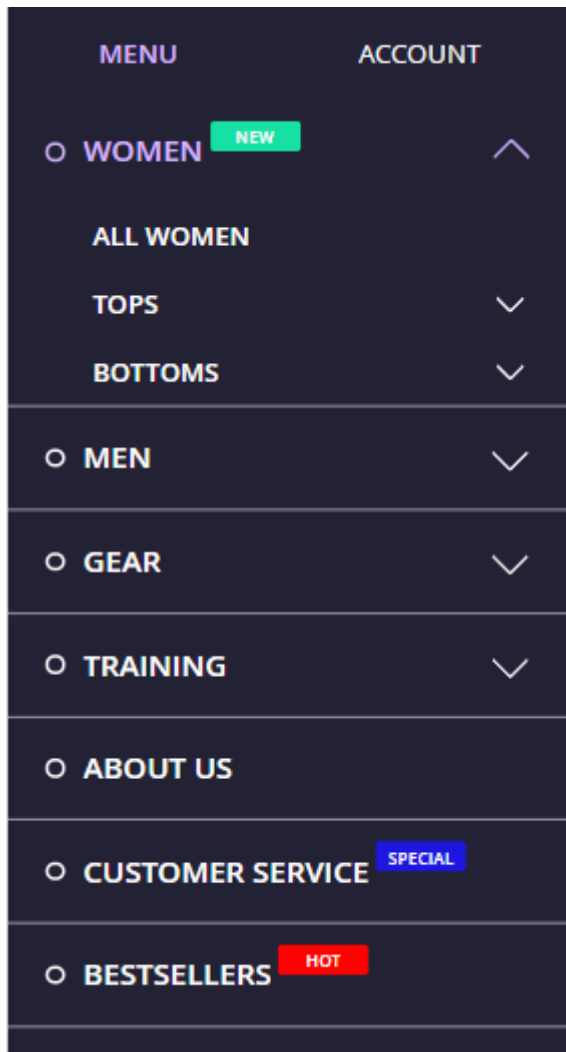 MENU ACCOUNT
WOMEN NEW
ALL WOMEN
TOPS
BOTTOMS
MEN
GEAR
TRAINING
ABOUT US
CUSTOMER SERVICE SPECIAL
BESTSELLERS HOT